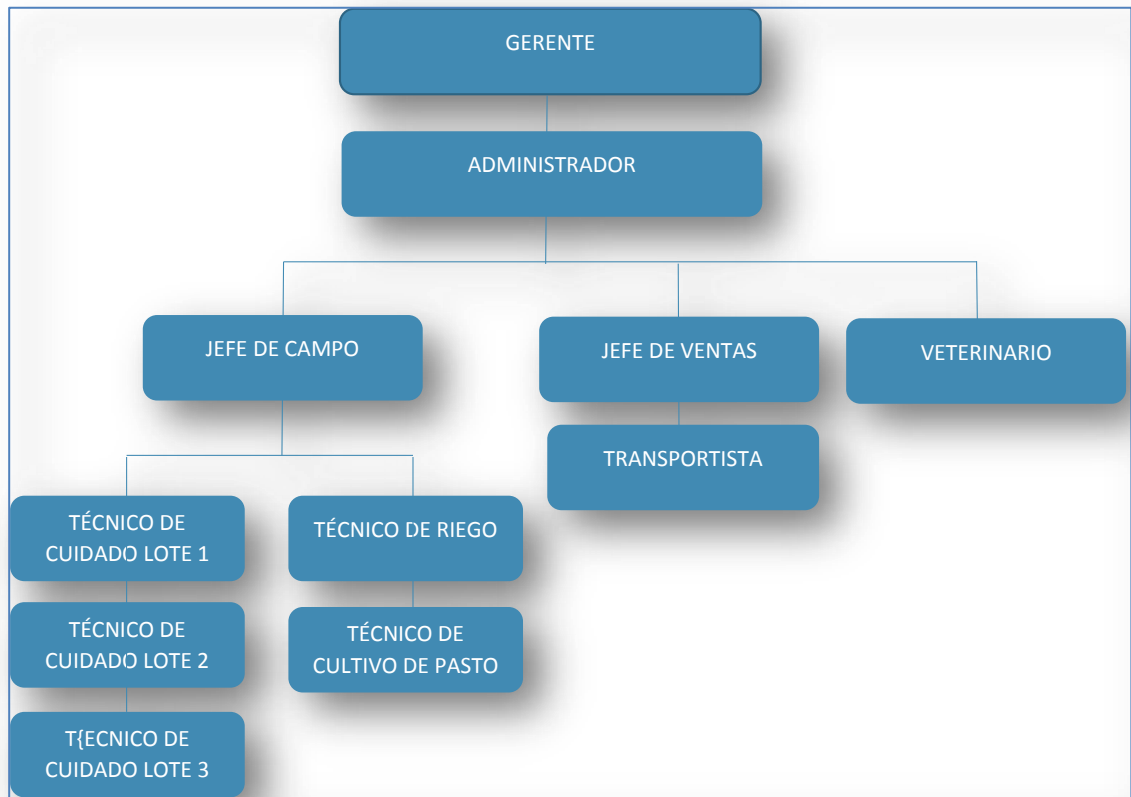 GERENTE
ADMINISTRADOR
JEFE DE CAMPO
JEFE DE VENTAS
VETERINARIO
TRANSPORTISTA
TÉCNICO DE
CUIDADO LOTE 1
TÉCNICO DE RIEGO
TÉCNICO DE
CUIDADO LOTE 2
TÉCNICO DE
CULTIVO DE PASTO
T{ECNICO DE
CUIDADO LOTE 3